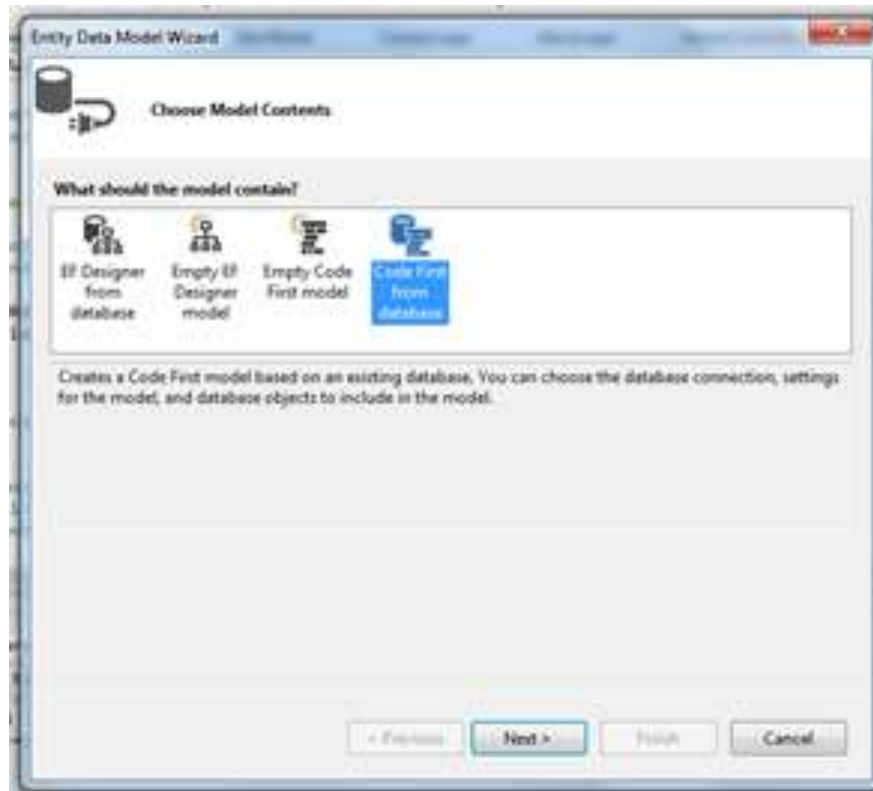 Entity Data Model Wizard
Choose Model Contents
What should the model contain?
EF Designer
from
database
Empty EF
Designer
model
Empty Code
First model
Code First
from
database
Creates a Code First model based on an existing database. You can choose the database connection, settings
for the model, and database objects to include in the model.
< Previous
Next >
Finish
Cancel